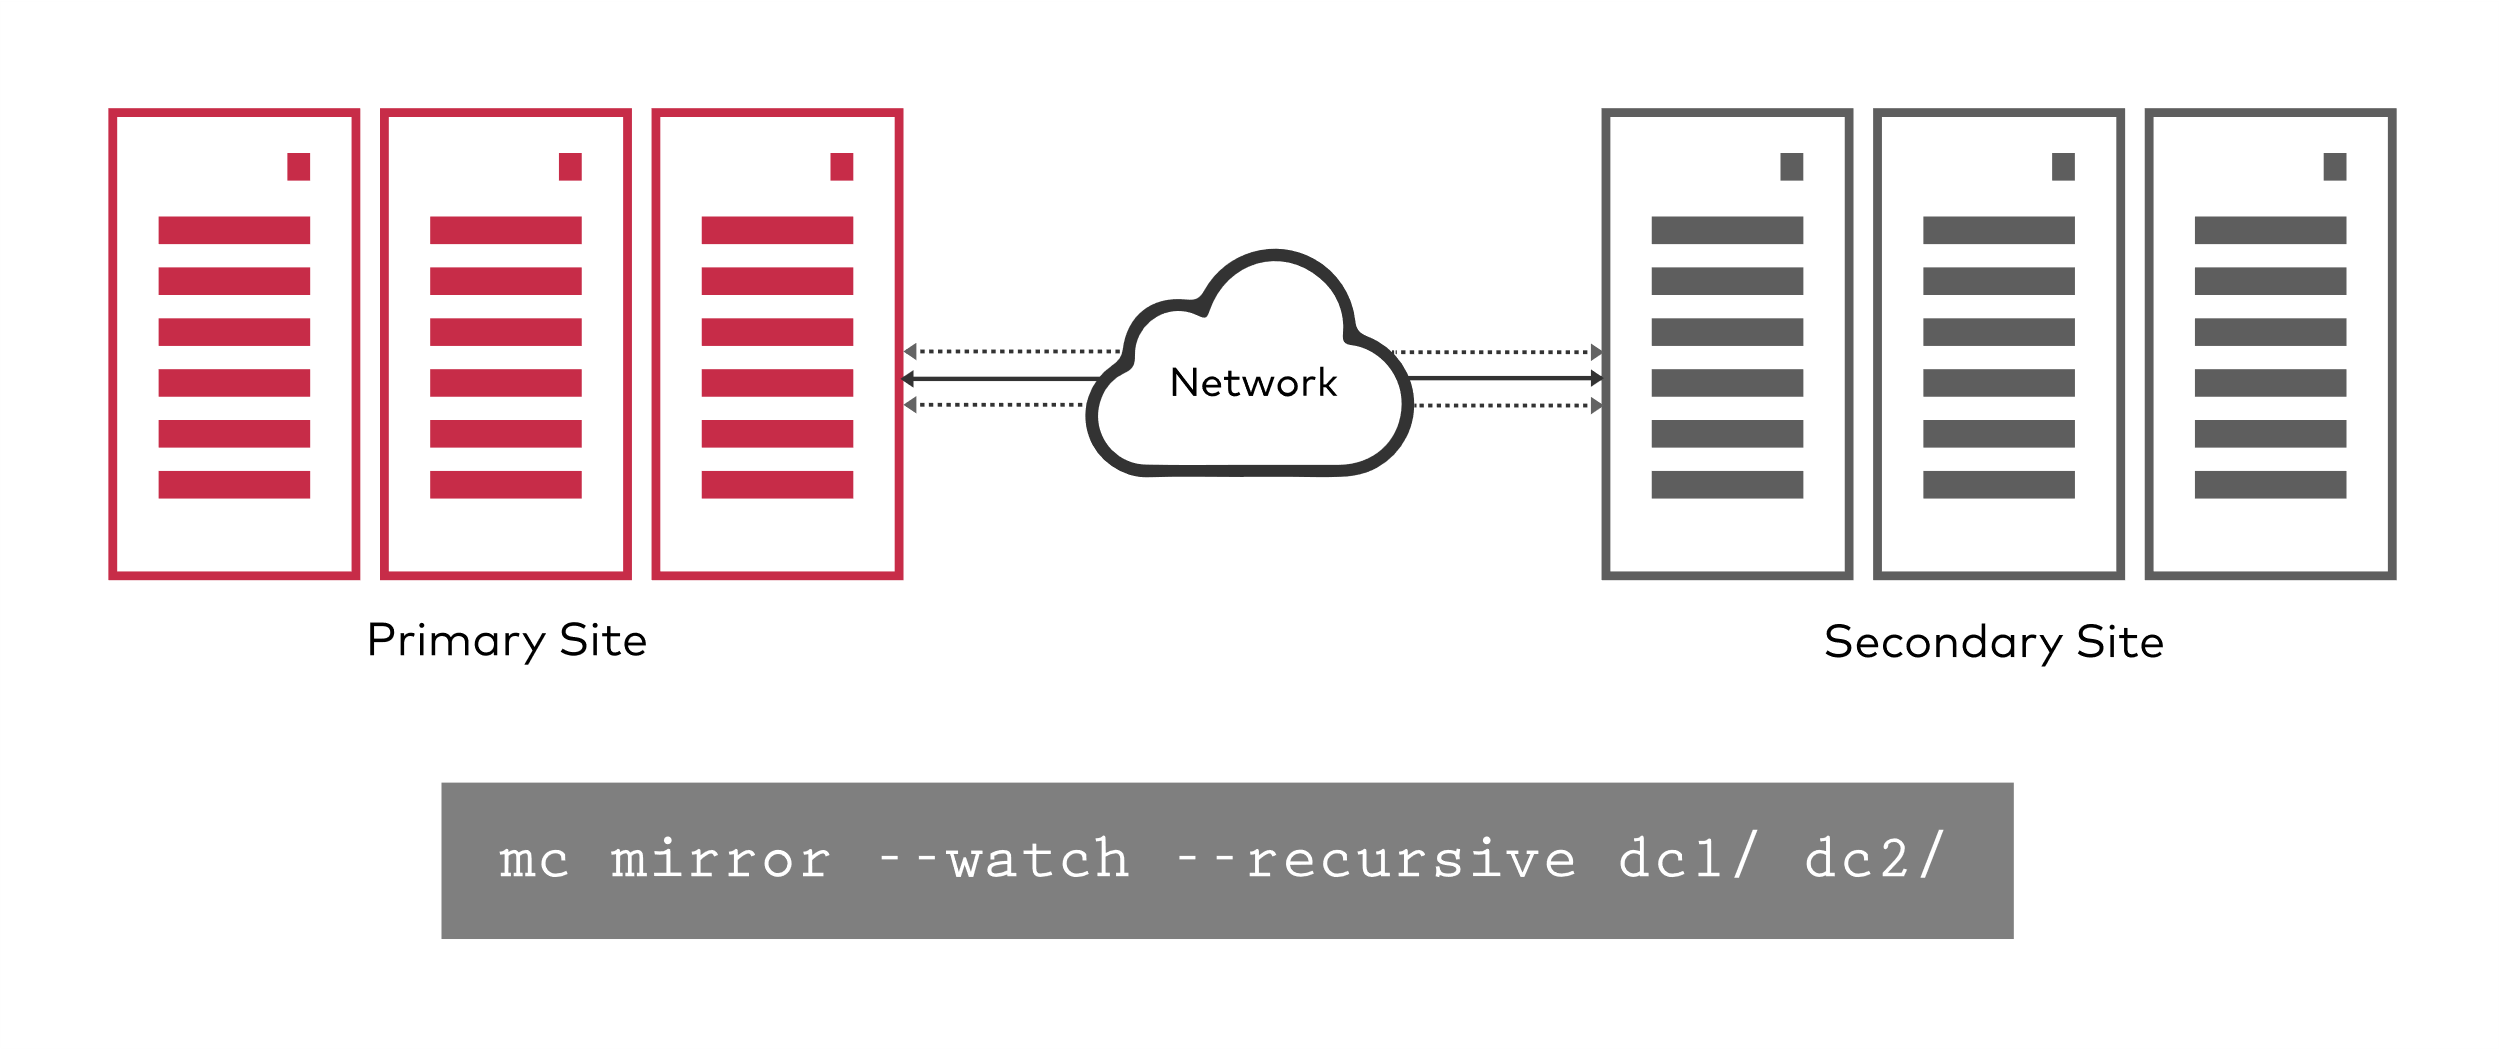 Network
Primary Site
Secondary Site
mc mirror --watch --recursive dc1/ dc2/